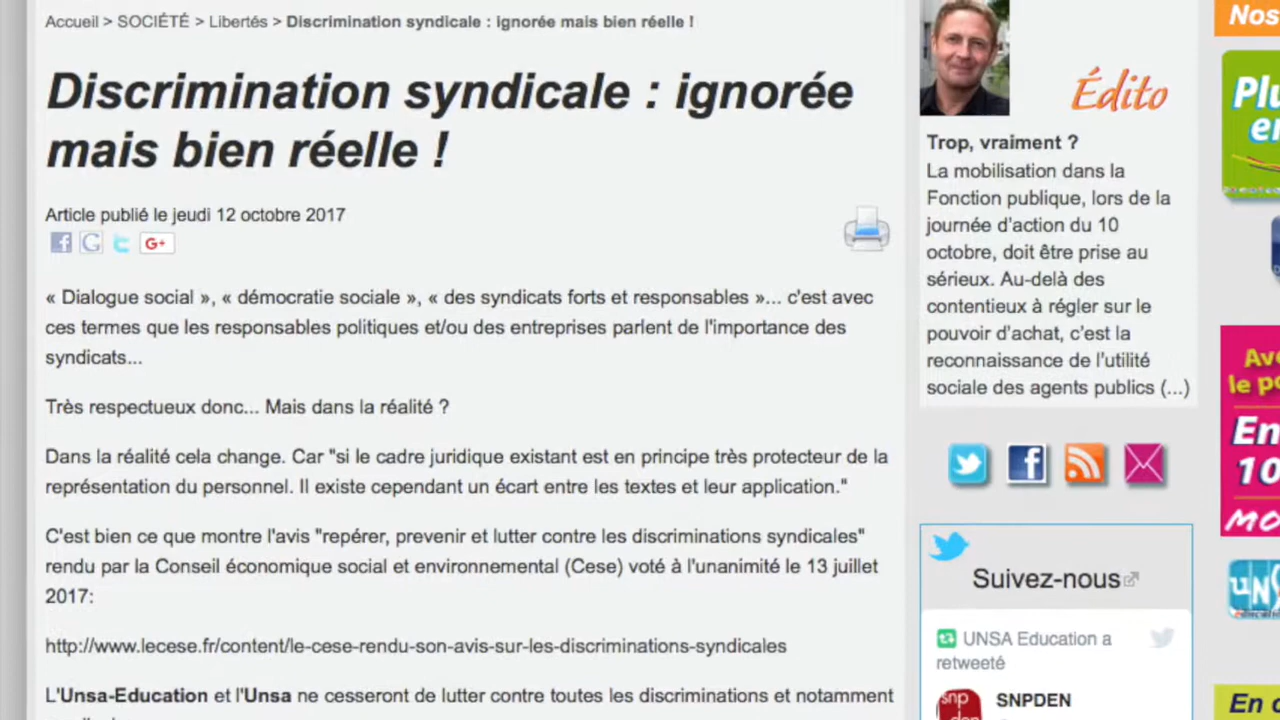 Accueil > SOCIÉTÉ > Libertés > Discrimination syndicale : ignorée mais bien réelle !
Discrimination syndicale : ignorée
mais bien réelle !
Article publié le jeudi 12 octobre 2017
G+
« Dialogue social », « démocratie sociale », « des syndicats forts et responsables »... c'est avec
ces termes que les responsables politiques et/ou des entreprises parlent de l'importance des
syndicats...
Très respectueux donc... Mais dans la réalité ?
Dans la réalité cela change. Car "si le cadre juridique existant est en principe très protecteur de la
représentation du personnel. Il existe cependant un écart entre les textes et leur application."
C'est bien ce que montre l'avis "repérer, prevenir et lutter contre les discriminations syndicales"
rendu par la Conseil économique social et environnemental (Cese) voté à l'unanimité le 13 juillet
2017:
http://www.lecese.fr/content/le-cese-rendu-son-avis-sur-les-discriminations-syndicales
L'Unsa-Education et l'Unsa ne cesseront de lutter contre toutes les discriminations et notamment
Édito
Trop, vraiment ?
La mobilisation dans la
Fonction publique, lors de la
journée d'action du 10
octobre, doit être prise au
sérieux. Au-delà des
contentieux à régler sur le
pouvoir d'achat, c'est la
reconnaissance de l'utilité
sociale des agents publics (...)
Suivez-nous
UNSA Education a
retweeté
snp
den
SNPDEN
Nos
Plu
en
Ave
le po
En
10
MO
UNS
En c